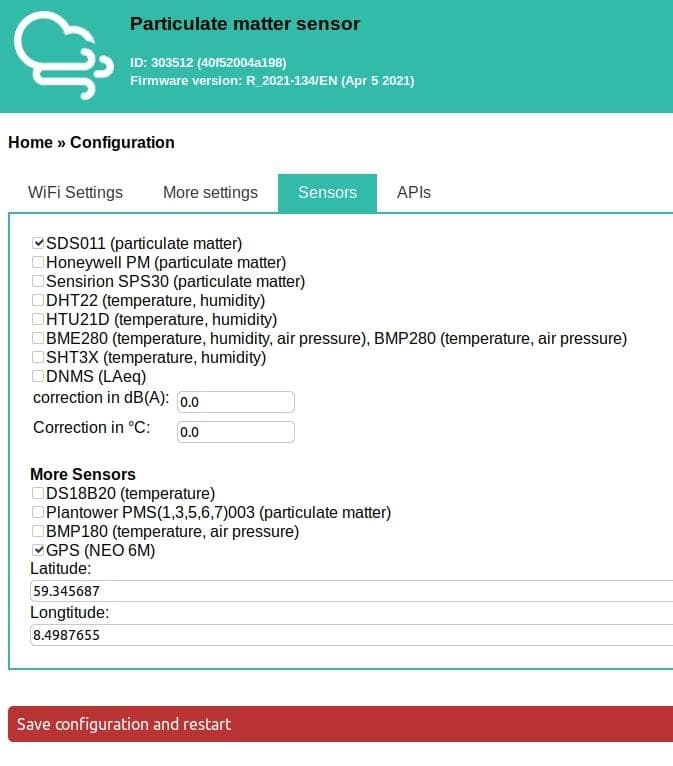 Particulate matter sensor
ID: 303512 (40f52004a198)
Firmware version: R_2021-134/EN (Apr 5 2021)
Home » Configuration
WiFi Settings More settings Sensors APIs
SDS011 (particulate matter)
Honeywell PM (particulate matter)
Sensirion SPS30 (particulate matter)
DHT22 (temperature, humidity)
HTU21D (temperature, humidity)
BME280 (temperature, humidity, air pressure), BMP280 (temperature, air pressure)
SHT3X (temperature, humidity)
DNMS (LAeq)
correction in dB(A): 0.0
Correction in °C: 0.0
More Sensors
DS18B20 (temperature)
Plantower PMS(1,3,5,6,7)003 (particulate matter)
BMP180 (temperature, air pressure)
GPS (NEO 6M)
Latitude:
59.345687
Longtitude:
8.4987655
Save configuration and restart